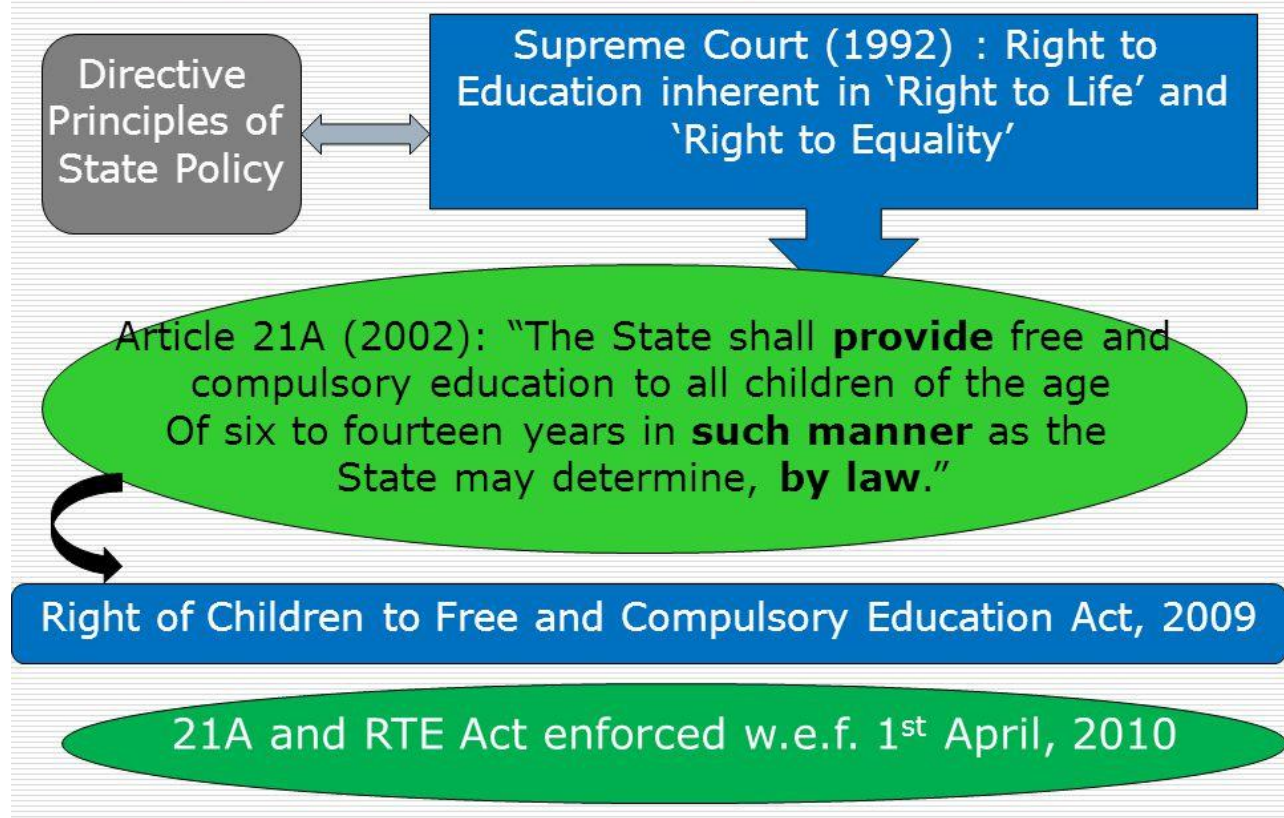 Directive
Principles of
State Policy
Supreme Court (1992) : Right to
Education inherent in ‘Right to Life’ and
‘Right to Equality’
Article 21A (2002): “The State shall provide free and
compulsory education to all children of the age
Of six to fourteen years in such manner as the
State may determine, by law.”
Right of Children to Free and Compulsory Education Act, 2009
21A and RTE Act enforced w.e.f. 1st April, 2010